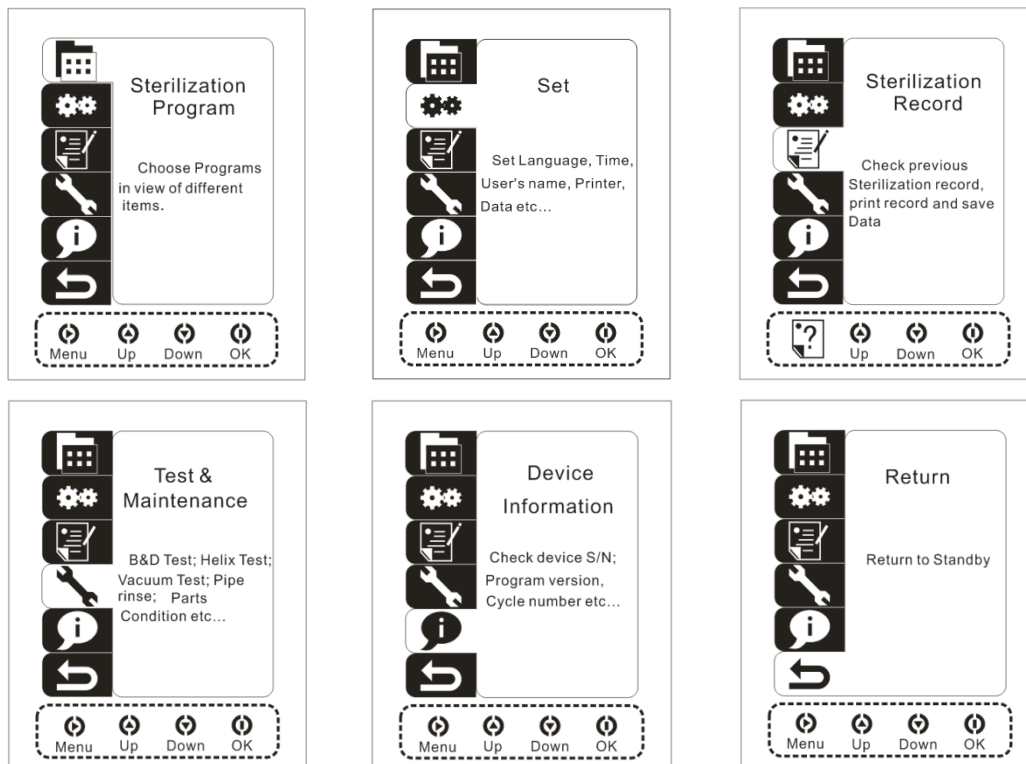 Sterilization
Program
Choose Programs
in view of different
items.
Menu Up Down OK
Set
Set Language, Time,
User's name, Printer,
Data etc...
Menu Up Down OK
Sterilization
Record
Check previous
Sterilization record,
print record and save
Data
? Up Down OK
Test &
Maintenance
B&D Test; Helix Test;
Vacuum Test; Pipe
rinse; Parts
Condition etc...
Menu Up Down OK
Device
Information
Check device S/N;
Program version,
Cycle number etc...
Menu Up Down OK
Return
Return to Standby
Menu Up Down OK